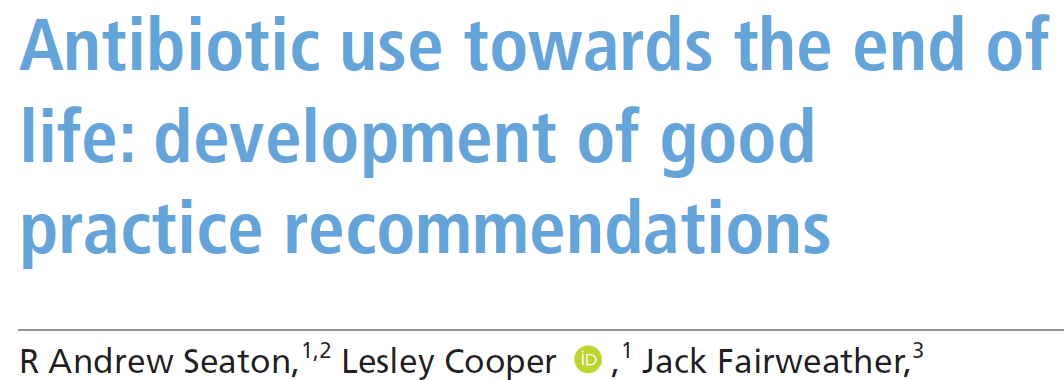 Antibiotic use towards the end of
life: development of good
practice recommendations
R Andrew Seaton,1,2 Lesley Cooper iD ,1 Jack Fairweather,3